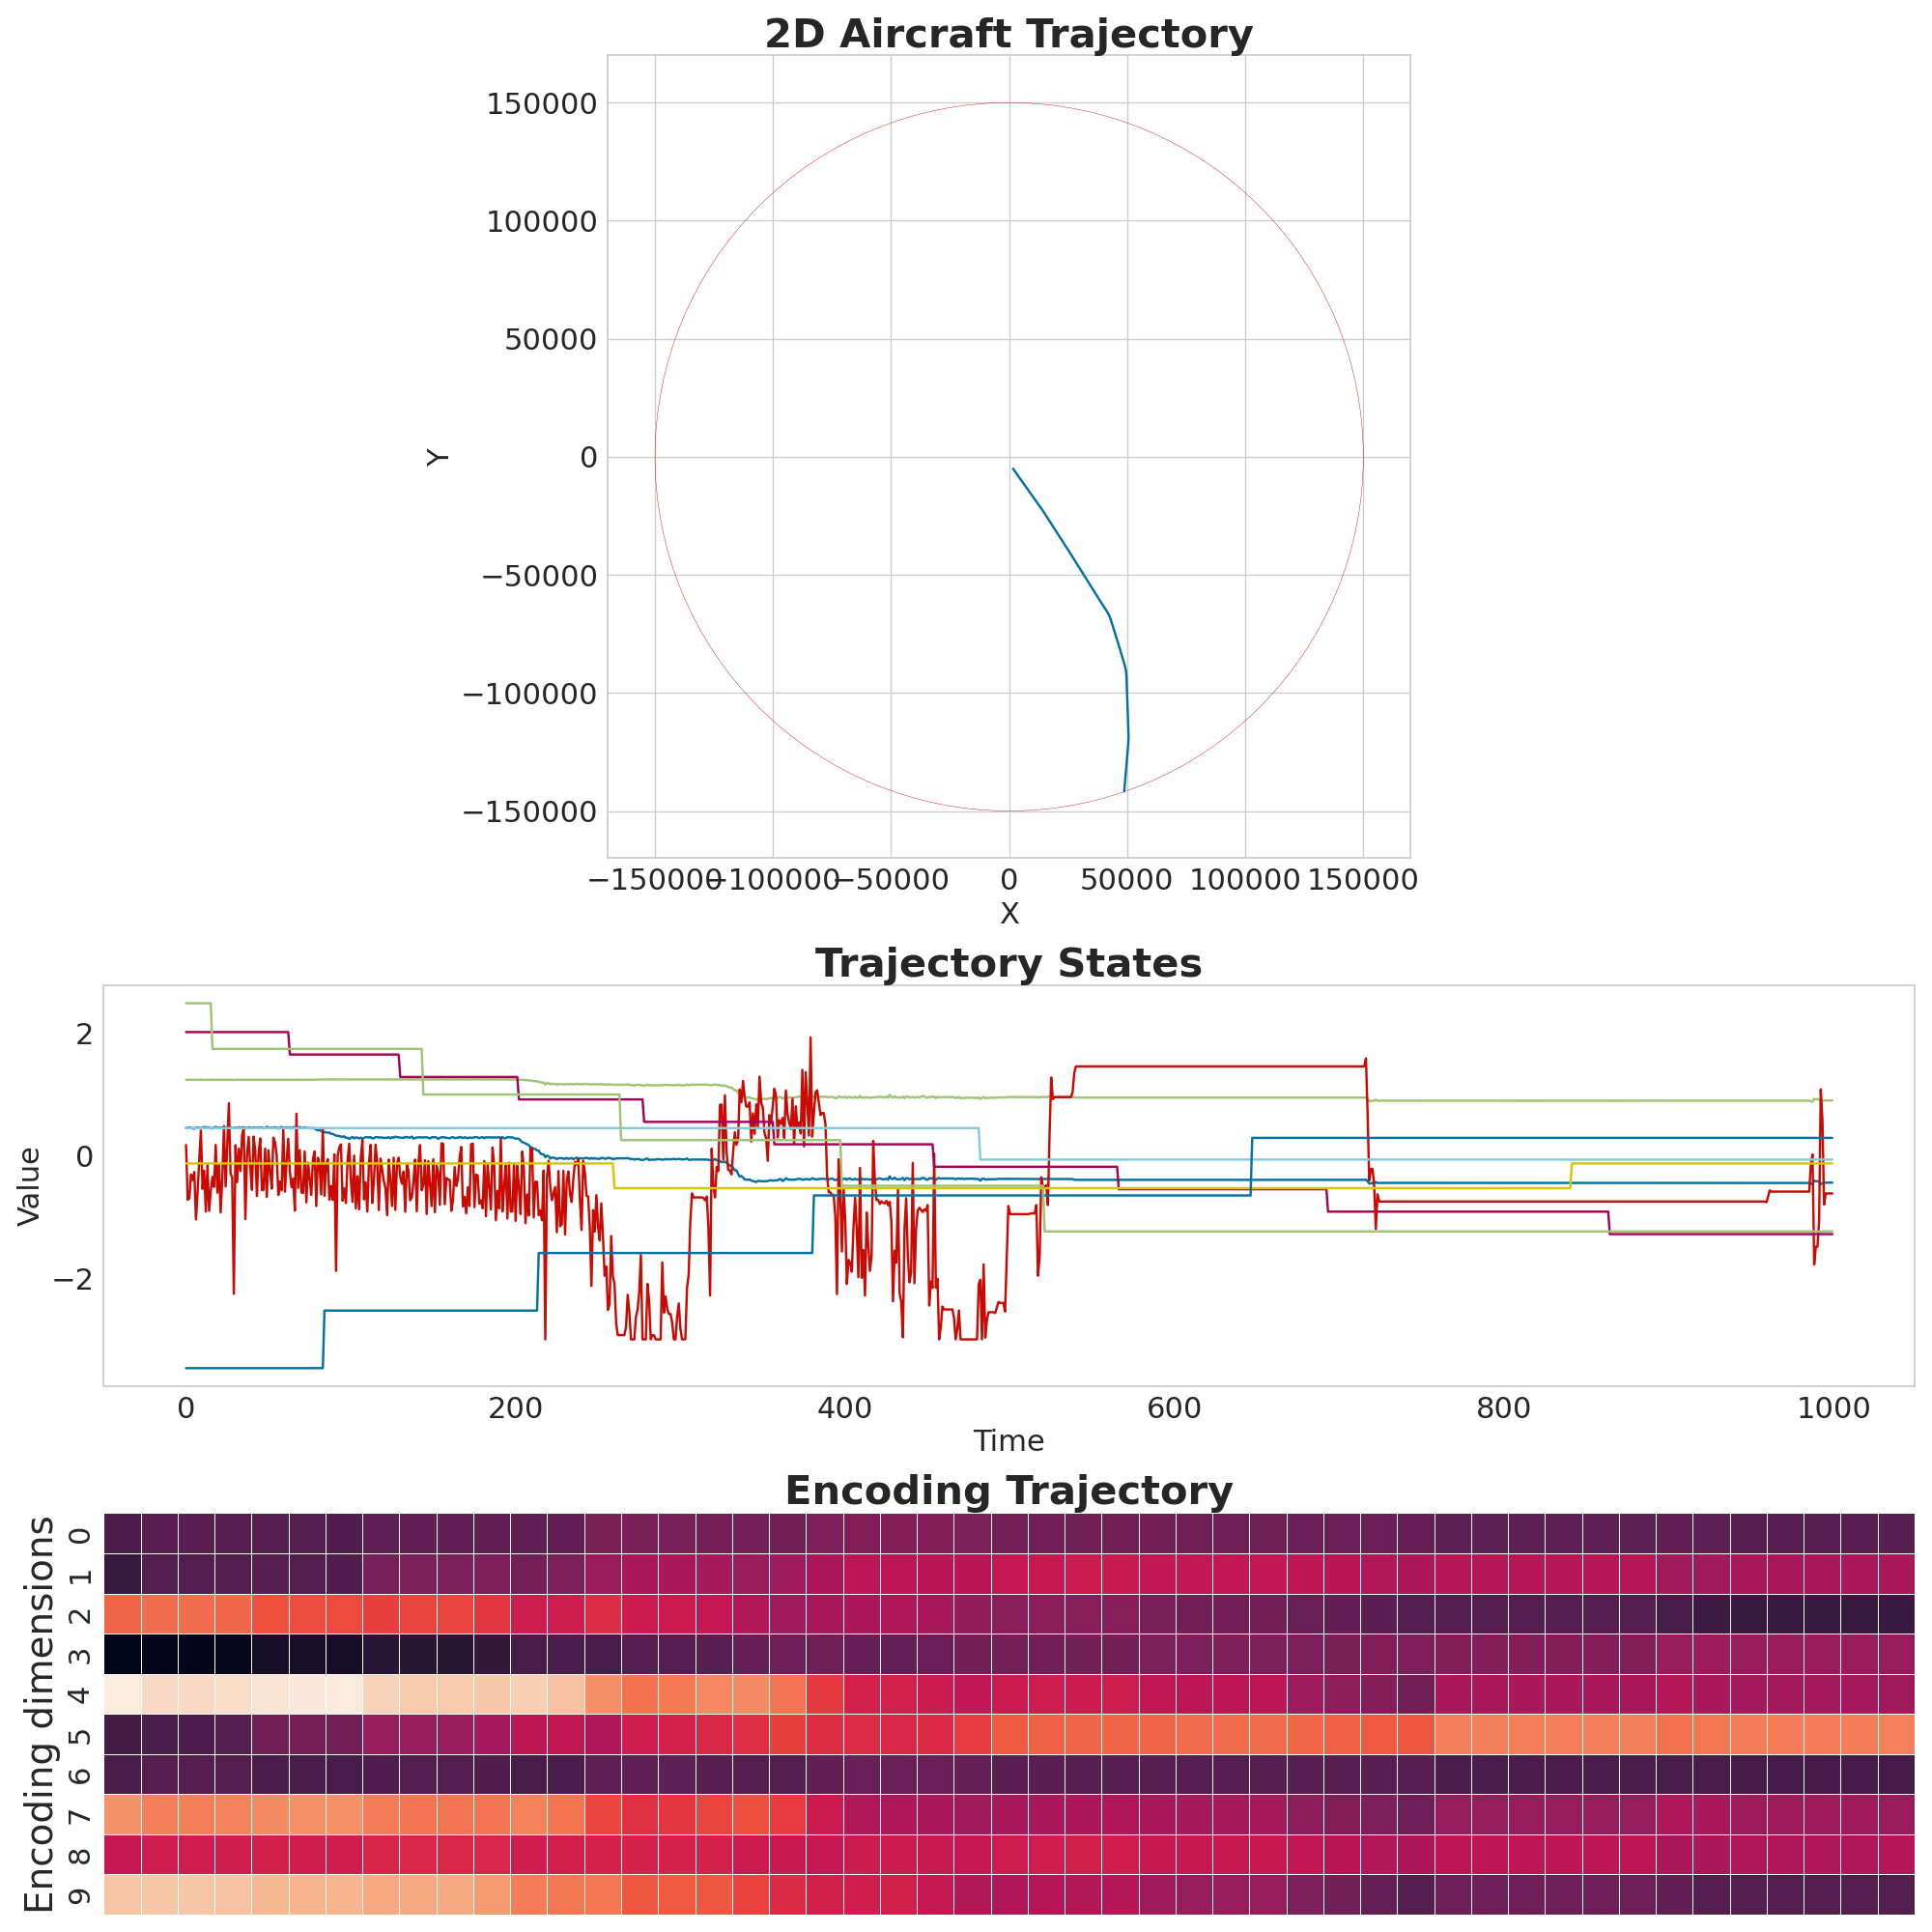 2D Aircraft Trajectory
150000
100000
50000
0
−50000
−100000
−150000
Y
−150000 −100000 −50000 0 50000 100000 150000
X
Trajectory States
2
0
−2
Value
0 200 400 600 800 1000
Time
Encoding Trajectory
0
1
2
3
4
5
6
7
8
9
Encoding dimensions